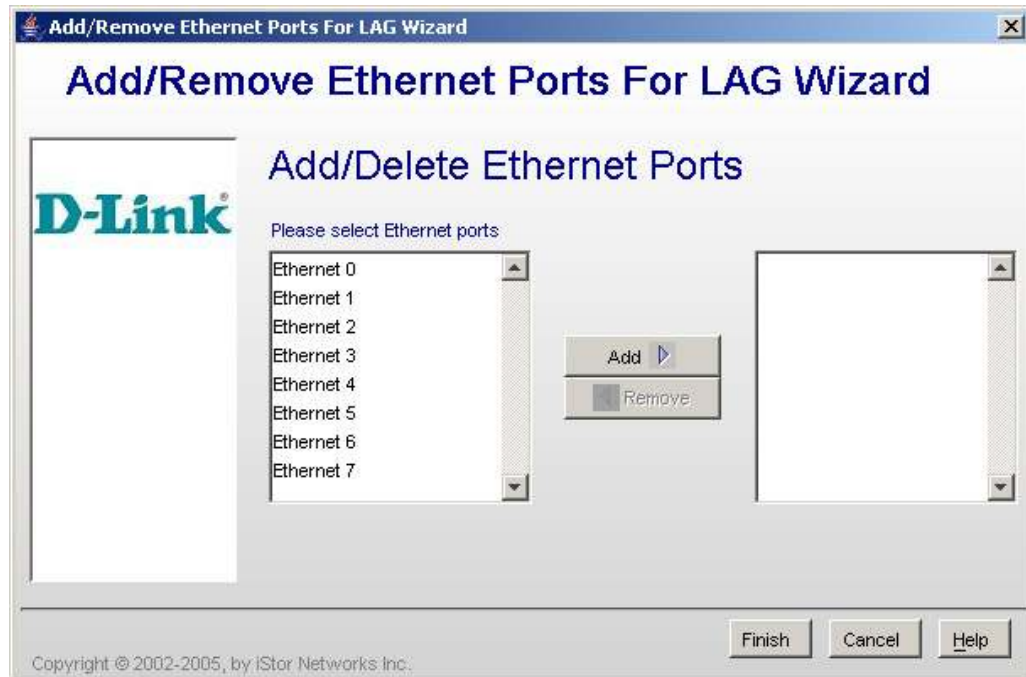 Add/Remove Ethernet Ports For LAG Wizard
Add/Remove Ethernet Ports For LAG Wizard
D-Link
Add/Delete Ethernet Ports
Please select Ethernet ports
Ethernet 0
Ethernet 1
Ethernet 2
Ethernet 3
Ethernet 4
Ethernet 5
Ethernet 6
Ethernet 7
Add
Remove
Finish
Cancel
Help
Copyright © 2002-2005, by iStor Networks Inc.